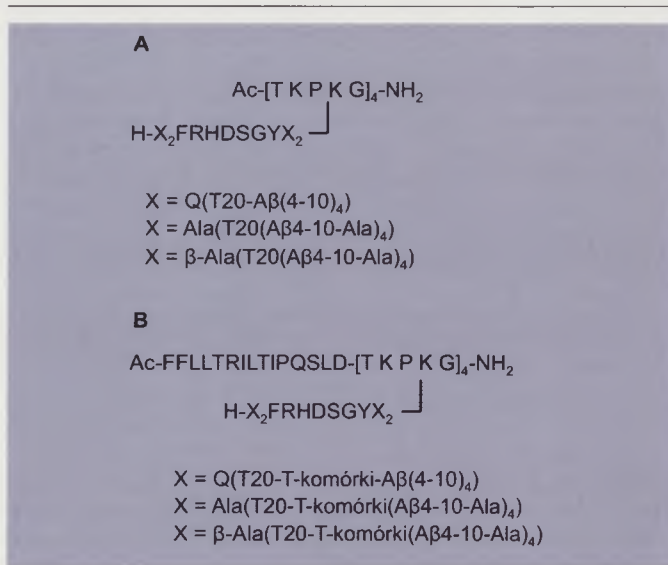 A
Ac-[T K P K G]₄-NH₂
H-X₂FRHDSGYX₂
X = Q(T20-Aβ(4-10)₄)
X = Ala(T20(Aβ4-10-Ala)₄)
X = β-Ala(T20(Aβ4-10-Ala)₄)
B
Ac-FFLLTRILTIPQSLD-[T K P K G]₄-NH₂
H-X₂FRHDSGYX₂
X = Q(T20-T-komórki-Aβ(4-10)₄)
X = Ala(T20-T-komórki(Aβ4-10-Ala)₄)
X = β-Ala(T20-T-komórki(Aβ4-10-Ala)₄)